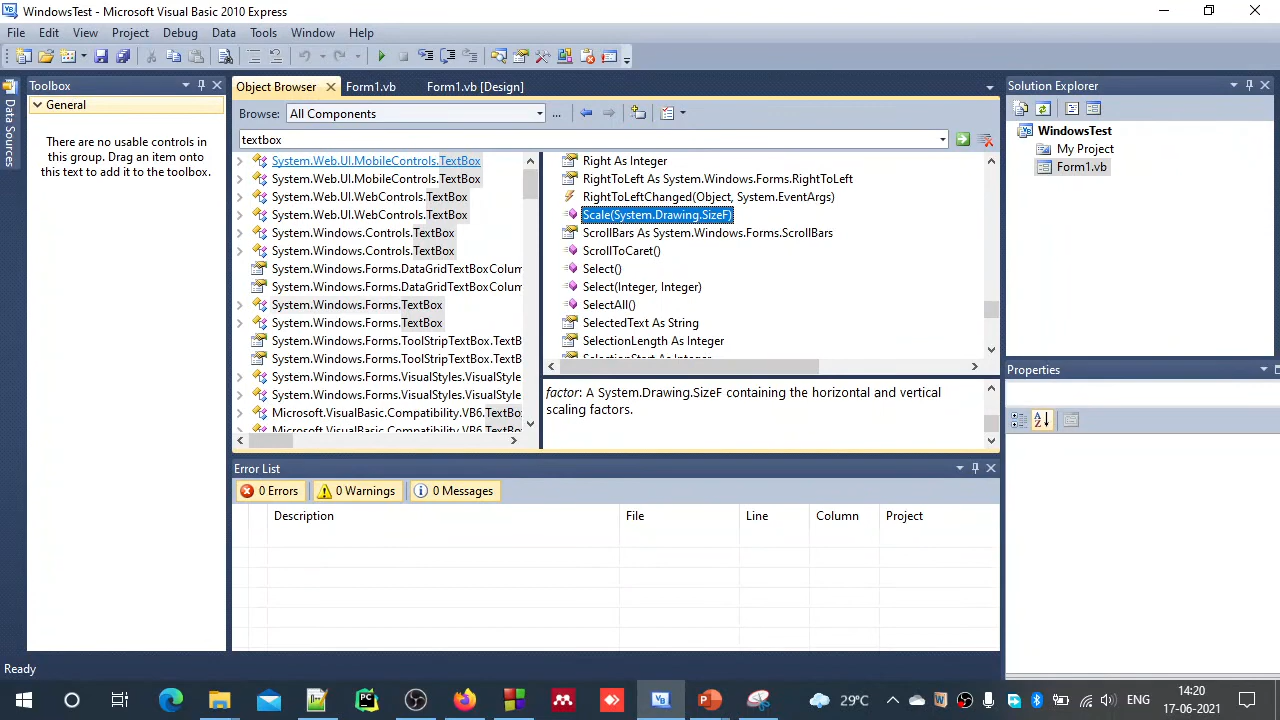 WindowsTest - Microsoft Visual Basic 2010 Express
File Edit View Project Debug Data Tools Window Help
Data Sources
Toolbox
General
There are no usable controls in
this group. Drag an item onto
this text to add it to the toolbox.
Object Browser Form1.vb Form1.vb [Design]
Browse: All Components ...
textbox
System.Web.UI.MobileControls.TextBox
System.Web.UI.MobileControls.TextBox
System.Web.UI.WebControls.TextBox
System.Web.UI.WebControls.TextBox
System.Windows.Controls.TextBox
System.Windows.Controls.TextBox
System.Windows.Forms.DataGridTextBoxColum
System.Windows.Forms.DataGridTextBoxColum
System.Windows.Forms.TextBox
System.Windows.Forms.TextBox
System.Windows.Forms.ToolStripTextBox.TextB
System.Windows.Forms.ToolStripTextBox.TextB
System.Windows.Forms.VisualStyles.VisualStyle
System.Windows.Forms.VisualStyles.VisualStyle
Microsoft.VisualBasic.Compatibility.VB6.TextBo
Microsoft.VisualBasic.Compatibility.VB6.TextBo
Right As Integer
RightToLeft As System.Windows.Forms.RightToLeft
RightToLeftChanged(Object, System.EventArgs)
Scale(System.Drawing.SizeF)
ScrollBars As System.Windows.Forms.ScrollBars
ScrollToCaret()
Select()
Select(Integer, Integer)
SelectAll()
SelectedText As String
SelectionLength As Integer
SelectionStart As Integer
factor: A System.Drawing.SizeF containing the horizontal and vertical
scaling factors.
Error List
0 Errors 0 Warnings 0 Messages
Description File Line Column Project
Solution Explorer
WindowsTest
My Project
Form1.vb
Properties
Ready
29°C ENG 14:20
17-06-2021